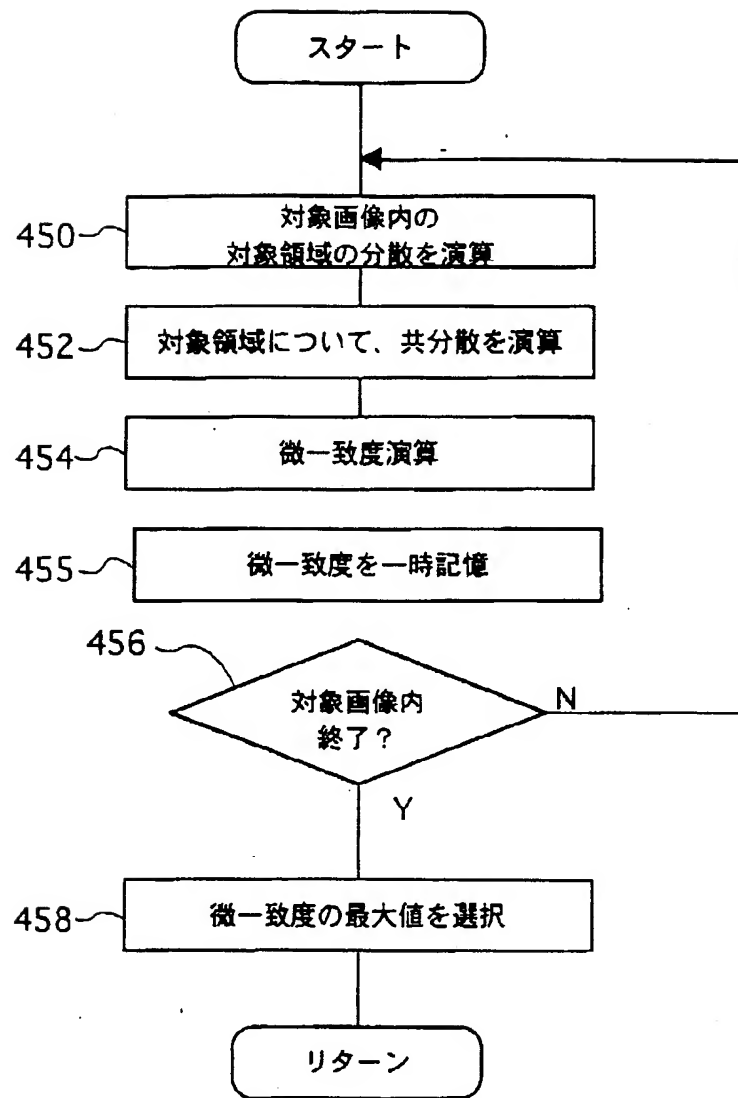 スタート
450
対象画像内の
対象領域の分散を演算
452
対象領域について、共分散を演算
454
微一致度演算
455
微一致度を一時記憶
456
対象画像内
終了?
N
Y
458
微一致度の最大値を選択
リターン